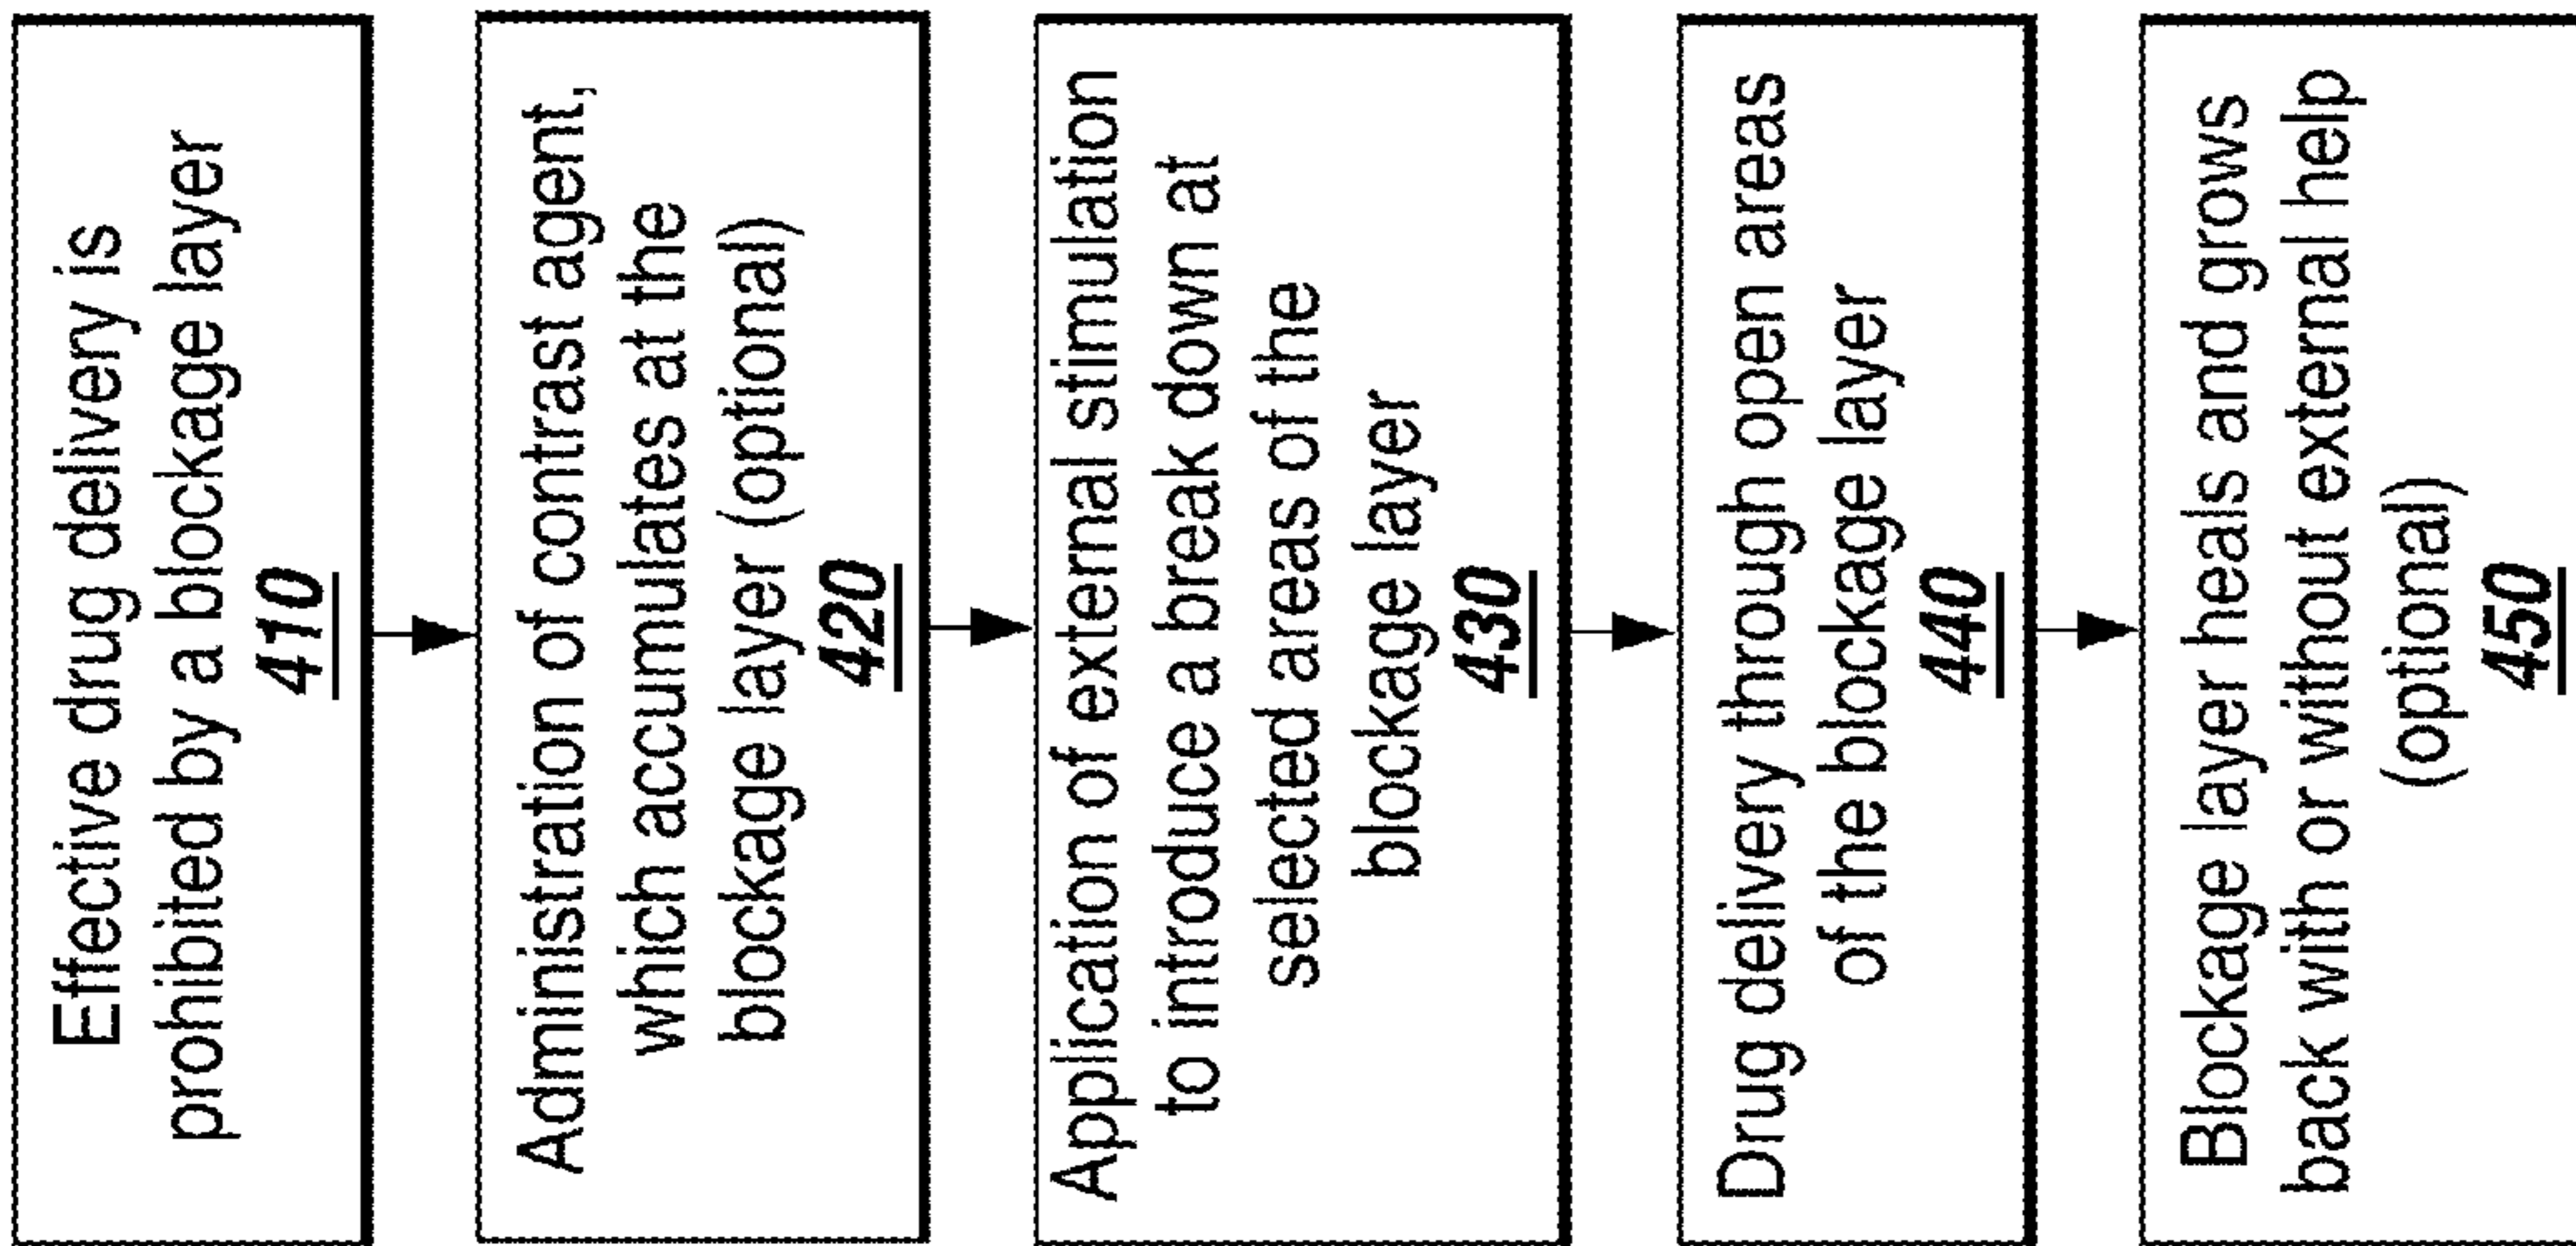 Effective drug delivery is
prohibited by a blockage layer
410
Administration of contrast agent,
which accumulates at the
blockage layer (optional)
420
Application of external stimulation
to introduce a break down at
selected areas of the
blockage layer
430
Drug delivery through open areas
of the blockage layer
440
Blockage layer heals and grows
back with or without external help
(optional)
450